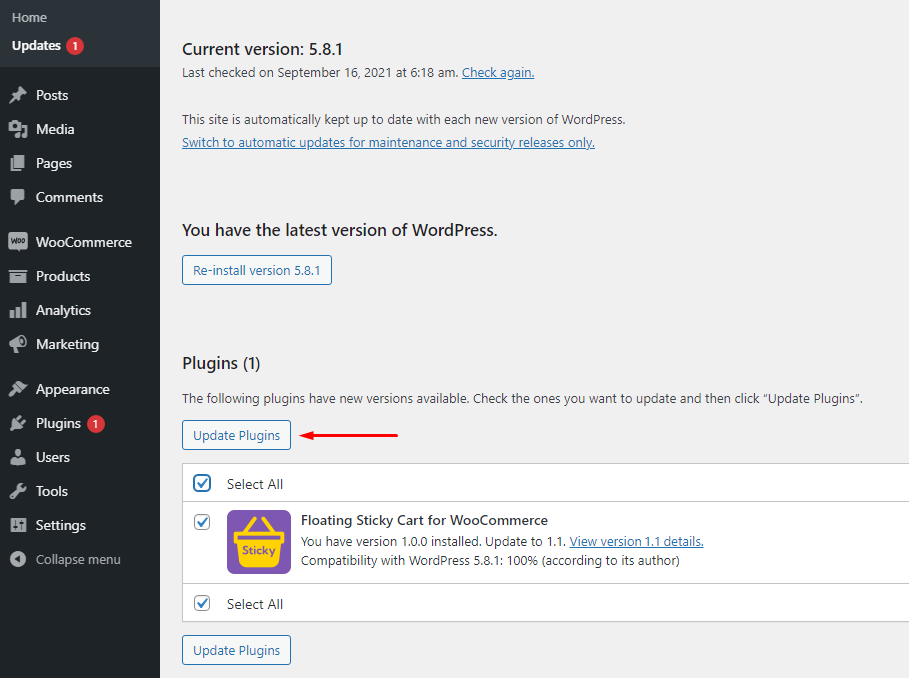 Home
Updates 1
Posts
Media
Pages
Comments
Woo WooCommerce
Products
Analytics
Marketing
Appearance
Plugins 1
Users
Tools
Settings
Collapse menu
Current version: 5.8.1
Last checked on September 16, 2021 at 6:18 am. Check again.
This site is automatically kept up to date with each new version of WordPress.
Switch to automatic updates for maintenance and security releases only.
You have the latest version of WordPress.
Re-install version 5.8.1
Plugins (1)
The following plugins have new versions available. Check the ones you want to update and then click “Update Plugins”.
Update Plugins
Select All
Sticky
Floating Sticky Cart for WooCommerce
You have version 1.0.0 installed. Update to 1.1. View version 1.1 details.
Compatibility with WordPress 5.8.1: 100% (according to its author)
Select All
Update Plugins